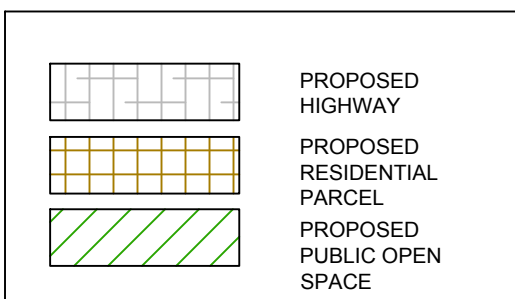 PROPOSED
HIGHWAY
PROPOSED
RESIDENTIAL
PARCEL
PROPOSED
PUBLIC OPEN
SPACE